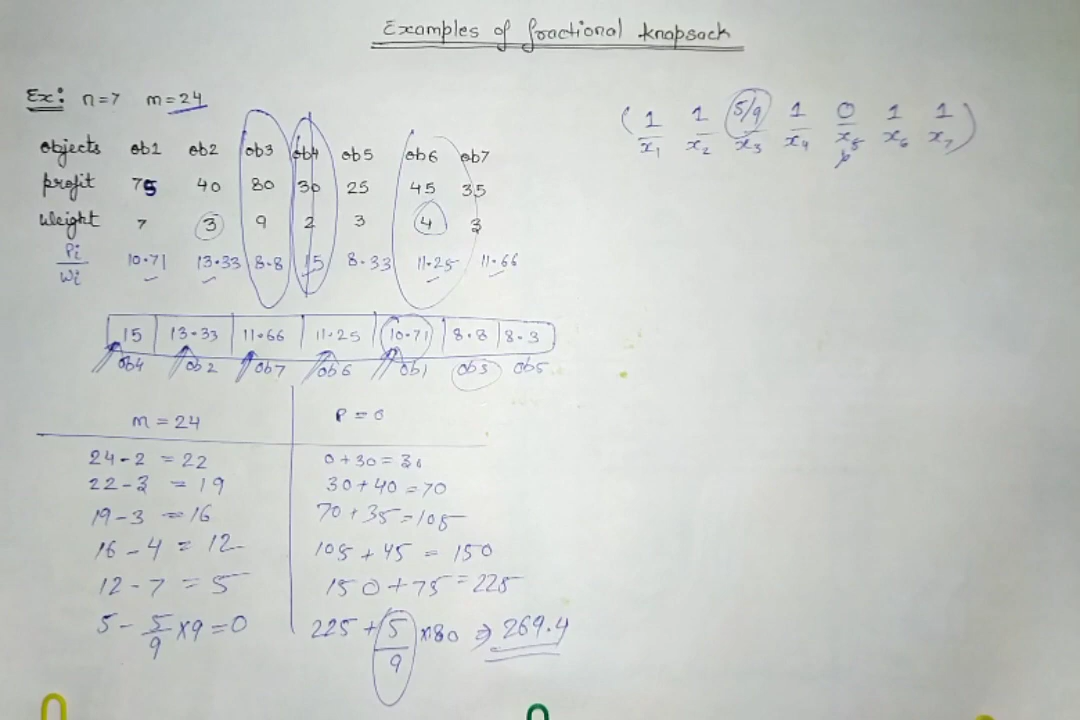 Examples of fractional knapsack
Ex: n=7 m=24
( 1/x1 1/x2 (5/9)/x3 1/x4 0/x5 1/x6 1/x7 )
objects ob1 ob2 ob3 ob4 ob5 ob6 ob7
profit 75 40 80 30 25 45 35
Weight 7 3 9 2 3 4 3
Pi/Wi 10.71 13.33 8.8 15 8.33 11.25 11.66
15 13.33 11.66 11.25 10.71 8.8 8.3
ob4 ob2 ob7 ob6 ob1 ob3 ob5
m = 24 P = 0
24-2 = 22 0+30=30
22-3 = 19 30+40=70
19-3 = 16 70+35=105
16-4 = 12 105+45 = 150
12-7 = 5 150+75=225
5-5/9×9=0 225+5/9×80 ⇒ 269.4